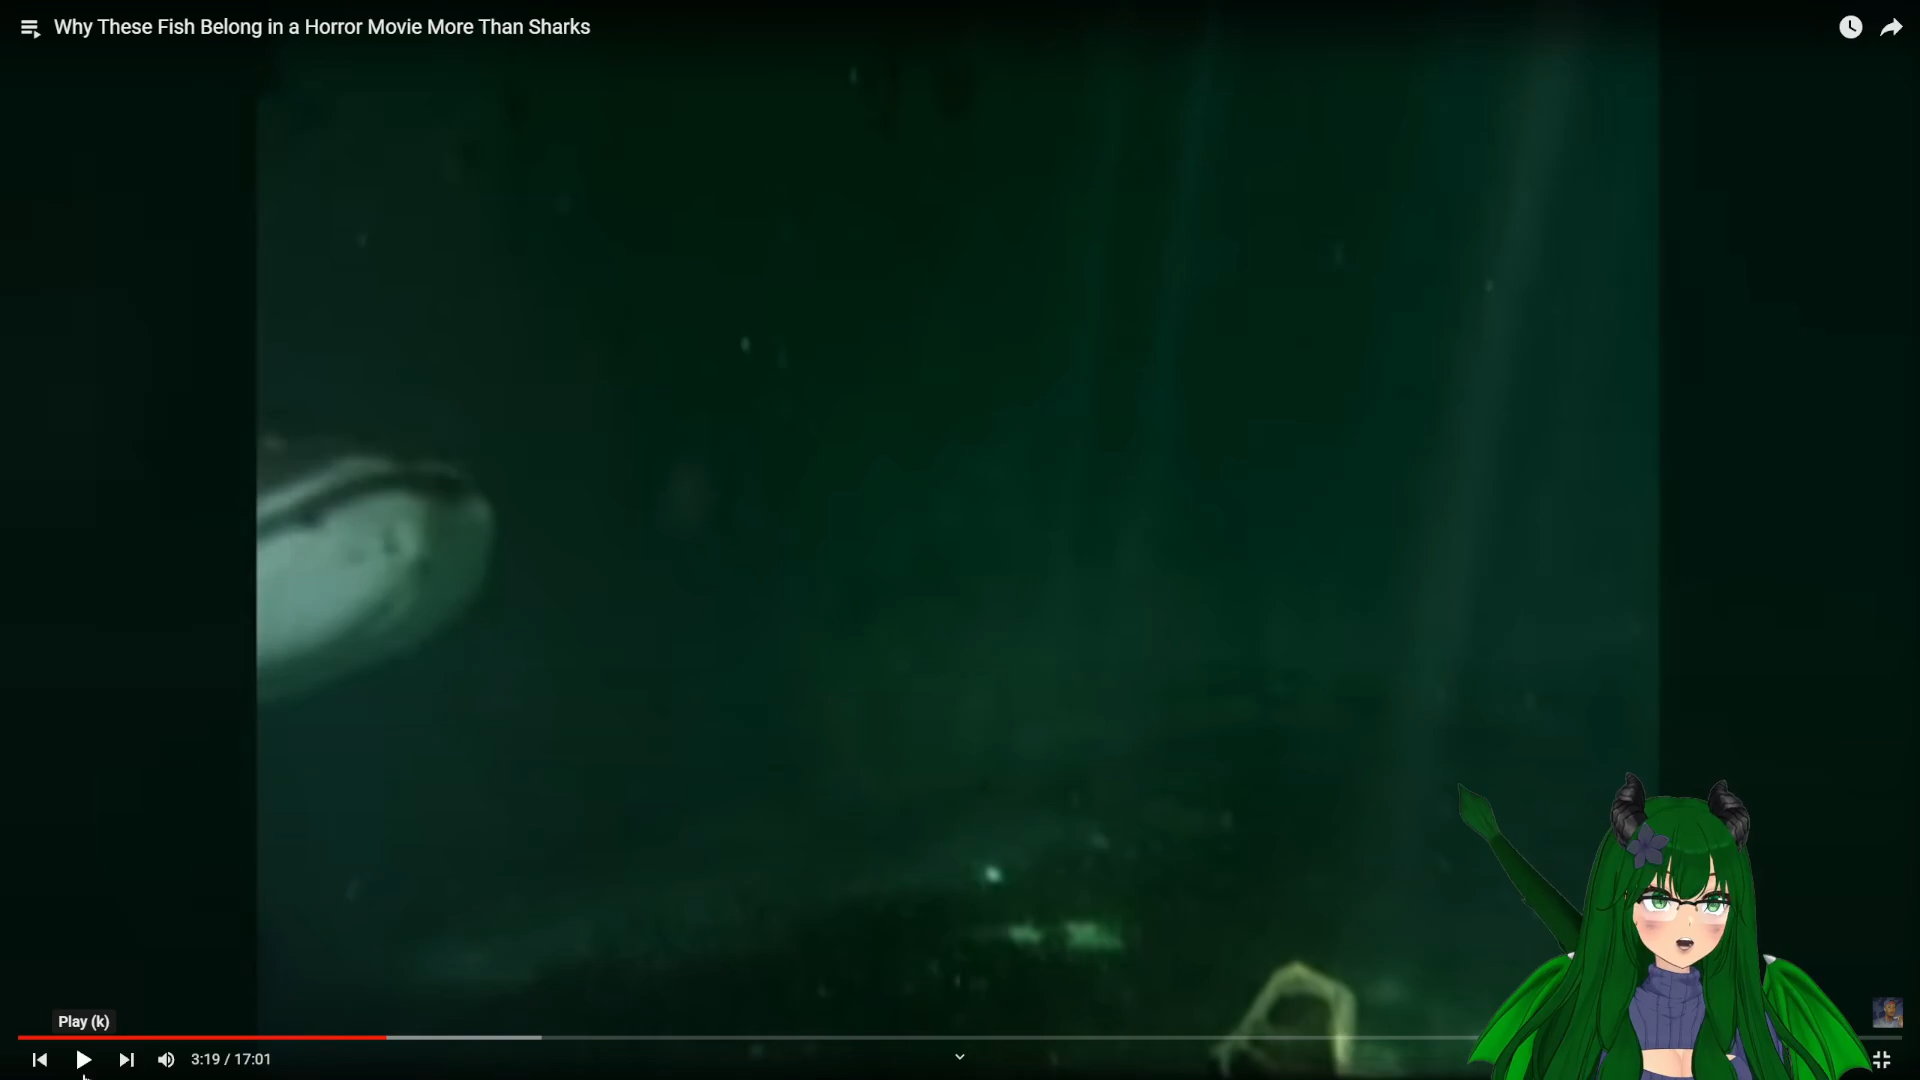 Why These Fish Belong in a Horror Movie More Than Sharks
Play (k)
3:19 / 17:01